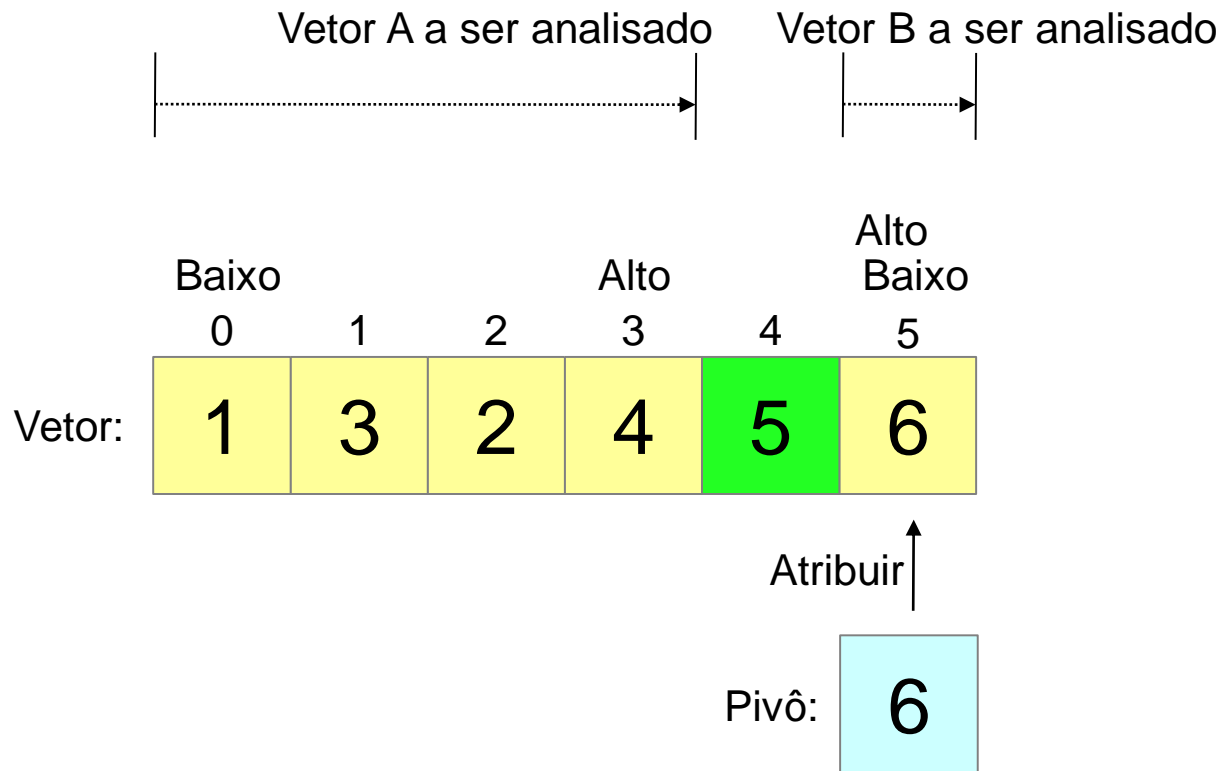 Vetor A a ser analisado Vetor B a ser analisado
Alto
Baixo Alto Baixo
0 1 2 3 4 5
Vetor: 1 3 2 4 5 6
Atribuir
Pivô: 6